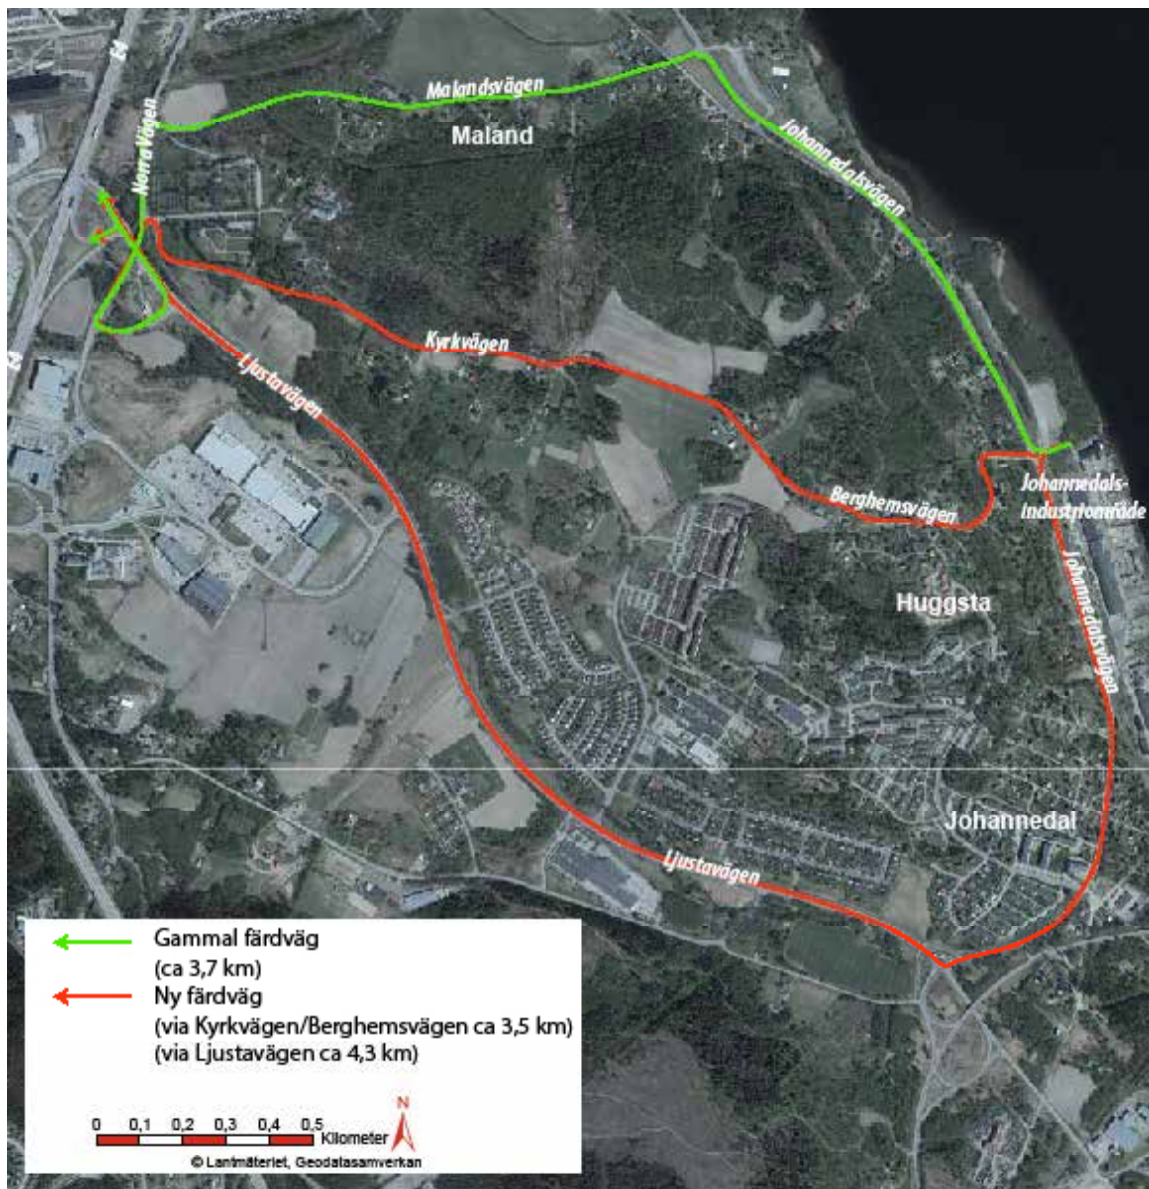 E4
Malandsvägen
Maland
Norra Vägen
Johannedalsvägen
Kyrkvägen
E4
Ljustavägen
Johannedals-
industriområde
Berghemsvägen
Huggsta
Johannedalsvägen
Johannedal
Ljustavägen
Gammal färdväg
(ca 3,7 km)
Ny färdväg
(via Kyrkvägen/Berghemsvägen ca 3,5 km)
(via Ljustavägen ca 4,3 km)
N
0 0,1 0,2 0,3 0,4 0,5
Kilometer
© Lantmäteriet, Geodatasamverkan